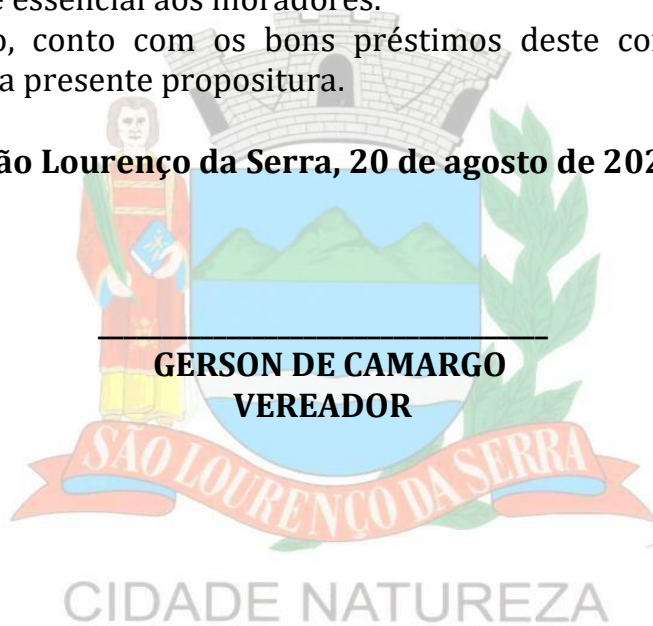 essencial aos moradores.
conto com os bons préstimos deste
a presente propositura.
ão Lourenço da Serra, 20 de agosto de 202
GERSON DE CAMARGO
VEREADOR
SÃO LOURENÇO DA SERRA
CIDADE NATUREZA